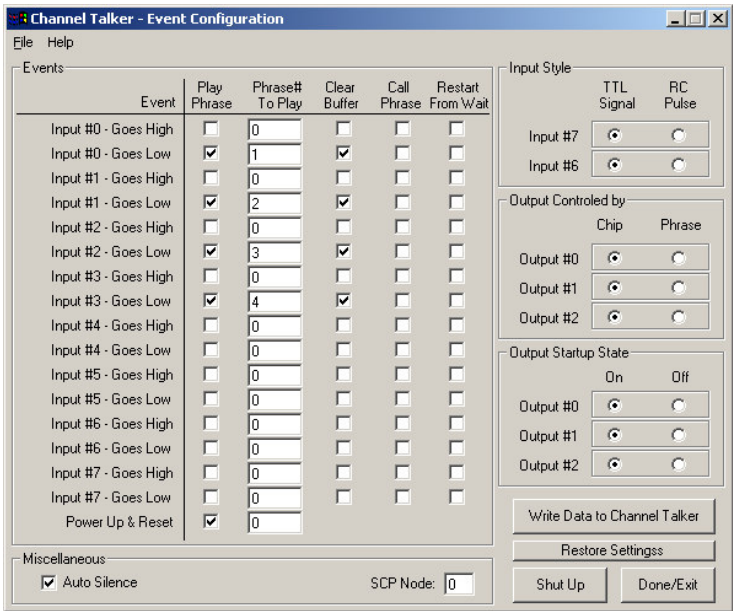 Channel Talker - Event Configuration
File Help
Events
Event Play Phrase Phrase# To Play Clear Buffer Call Phrase Restart From Wait
Input #0 - Goes High 0
Input #0 - Goes Low 1
Input #1 - Goes High 0
Input #1 - Goes Low 2
Input #2 - Goes High 0
Input #2 - Goes Low 3
Input #3 - Goes High 0
Input #3 - Goes Low 4
Input #4 - Goes High 0
Input #4 - Goes Low 0
Input #5 - Goes High 0
Input #5 - Goes Low 0
Input #6 - Goes High 0
Input #6 - Goes Low 0
Input #7 - Goes High 0
Input #7 - Goes Low 0
Power Up & Reset 0
Miscellaneous
Auto Silence SCP Node: 0
Input Style
TTL Signal RC Pulse
Input #7
Input #6
Output Controled by
Chip Phrase
Output #0
Output #1
Output #2
Output Startup State
On Off
Output #0
Output #1
Output #2
Write Data to Channel Talker
Restore Settingss
Shut Up Done/Exit